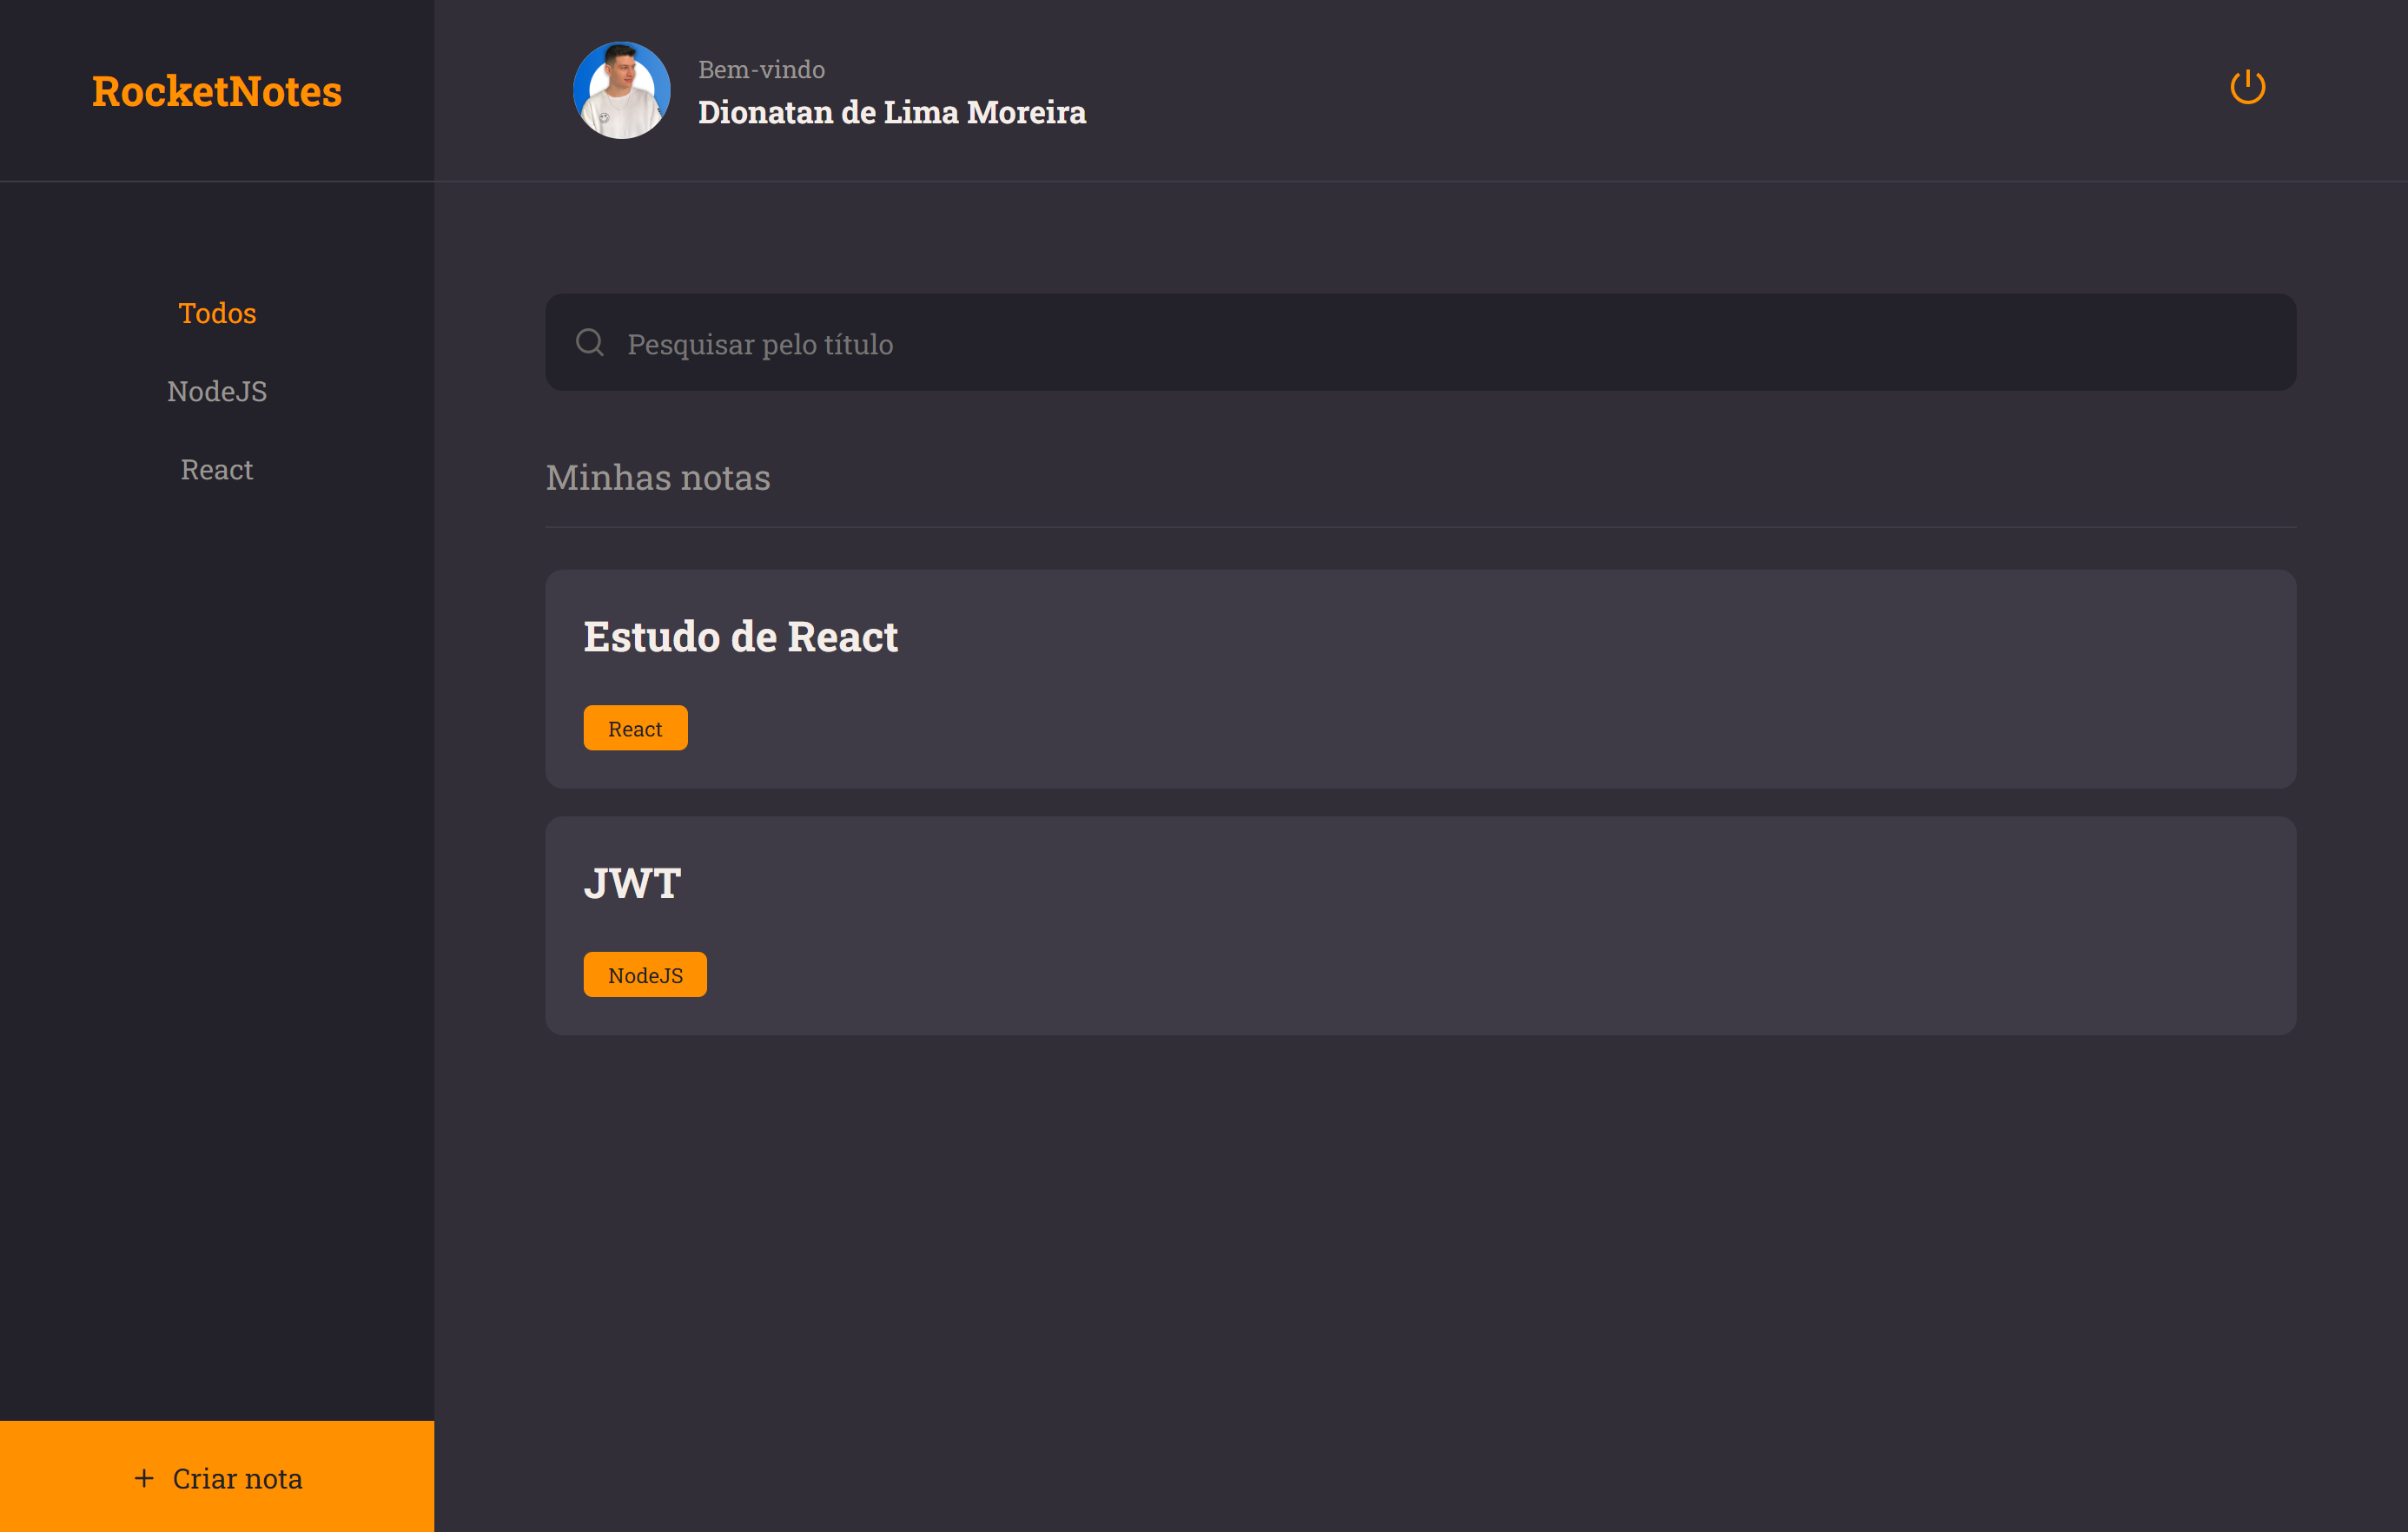 RocketNotes
Bem-vindo
Dionatan de Lima Moreira
Todos
NodeJS
React
Pesquisar pelo título
Minhas notas
Estudo de React
React
JWT
NodeJS
+ Criar nota